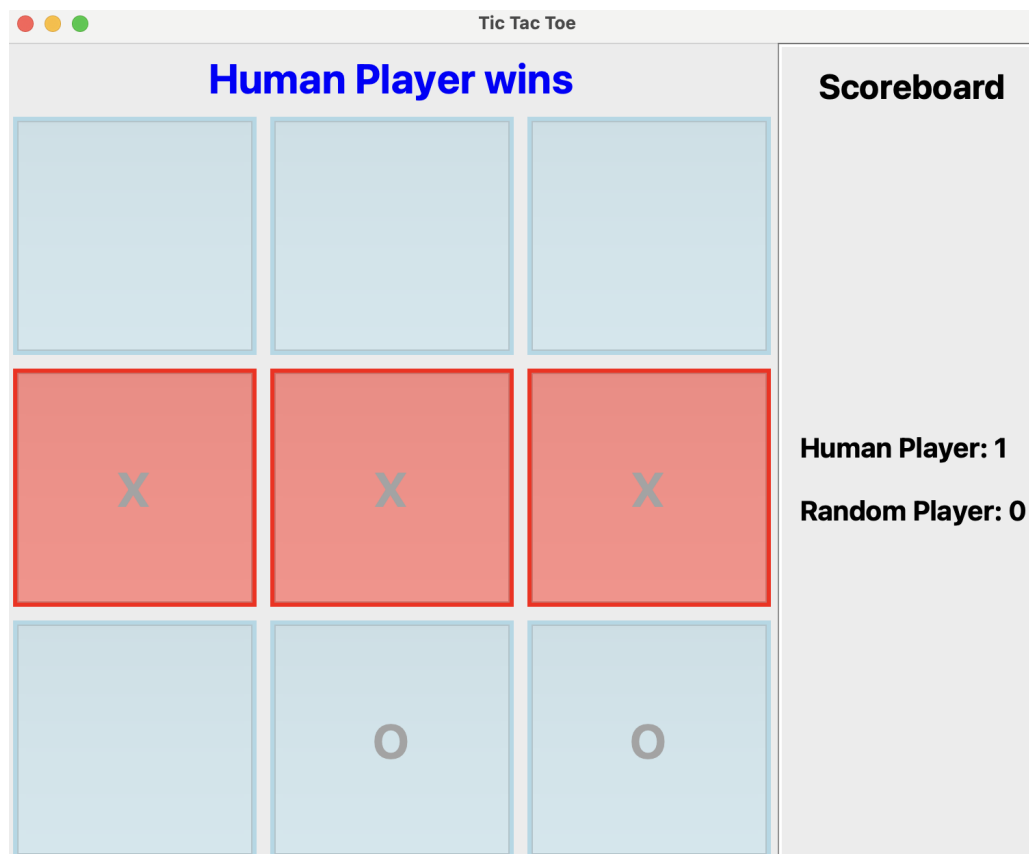 Tic Tac Toe
Human Player wins
Scoreboard
X X X
Human Player: 1
Random Player: 0
O O